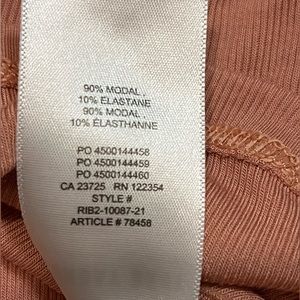 90% MODAL .
10% ELASTANE
90% MODAL .
10% ÉLASTHANNE
PO 4500144458
PO 4500144459
PO 4500144460
CA 23725 RN 122354
STYLE #
RIB2-10087-21
ARTICLE # 78458